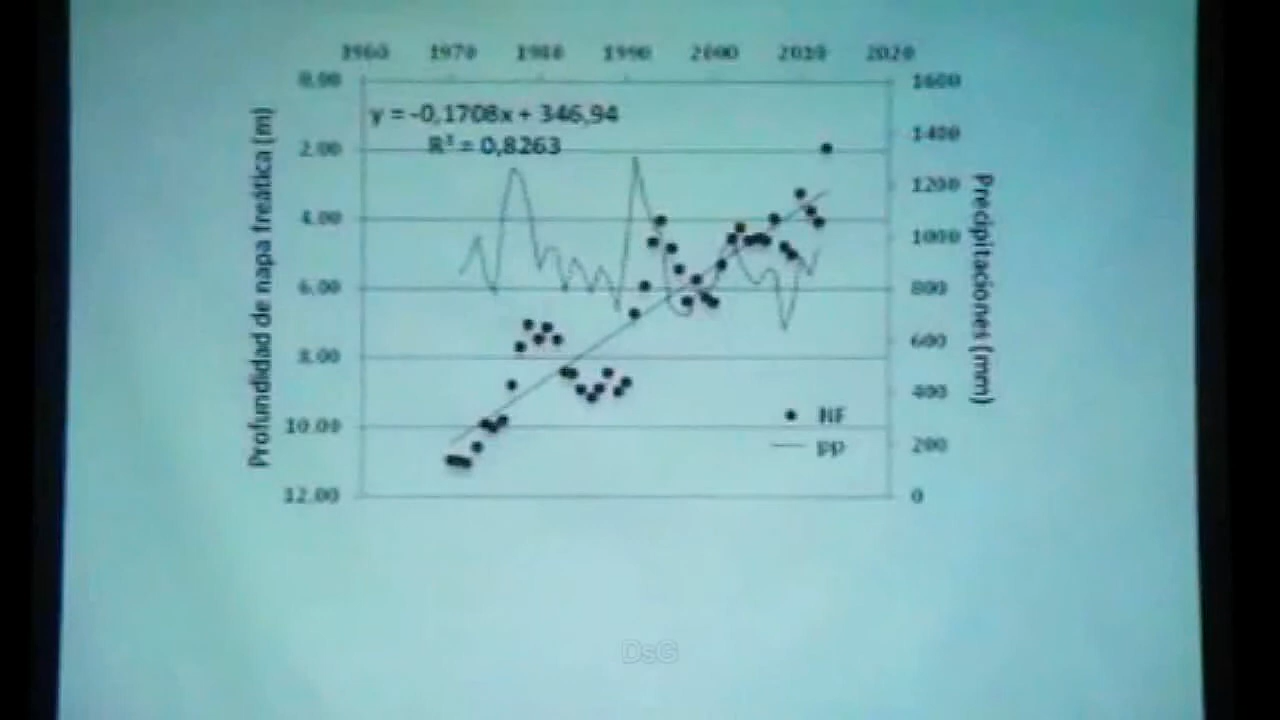 1960 1970 1980 1990 2000 2010 2020
0.00
2.00
4.00
6.00
8.00
10.00
12.00
Profundidad de napa freática (m)
y = -0,1708x + 346,94
R² = 0,8263
NF
pp
1600
1400
1200
1000
800
600
400
200
0
Precipitaciones (mm)
DsG